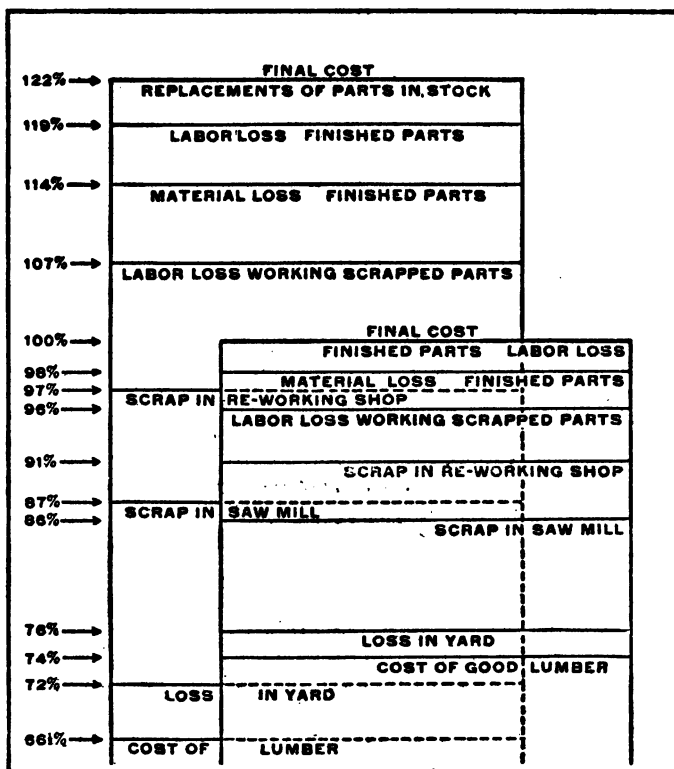 FINAL COST
122%
REPLACEMENTS OF PARTS IN STOCK
119%
LABOR LOSS FINISHED PARTS
114%
MATERIAL LOSS FINISHED PARTS
107%
LABOR LOSS WORKING SCRAPPED PARTS
100%
FINAL COST
FINISHED PARTS LABOR LOSS
98%
MATERIAL LOSS FINISHED PARTS
97%
SCRAP IN RE-WORKING SHOP
96%
LABOR LOSS WORKING SCRAPPED PARTS
91%
SCRAP IN RE-WORKING SHOP
87%
SCRAP IN SAW MILL
86%
SCRAP IN SAW MILL
76%
LOSS IN YARD
74%
COST OF GOOD LUMBER
72%
LOSS IN YARD
66½%
COST OF LUMBER